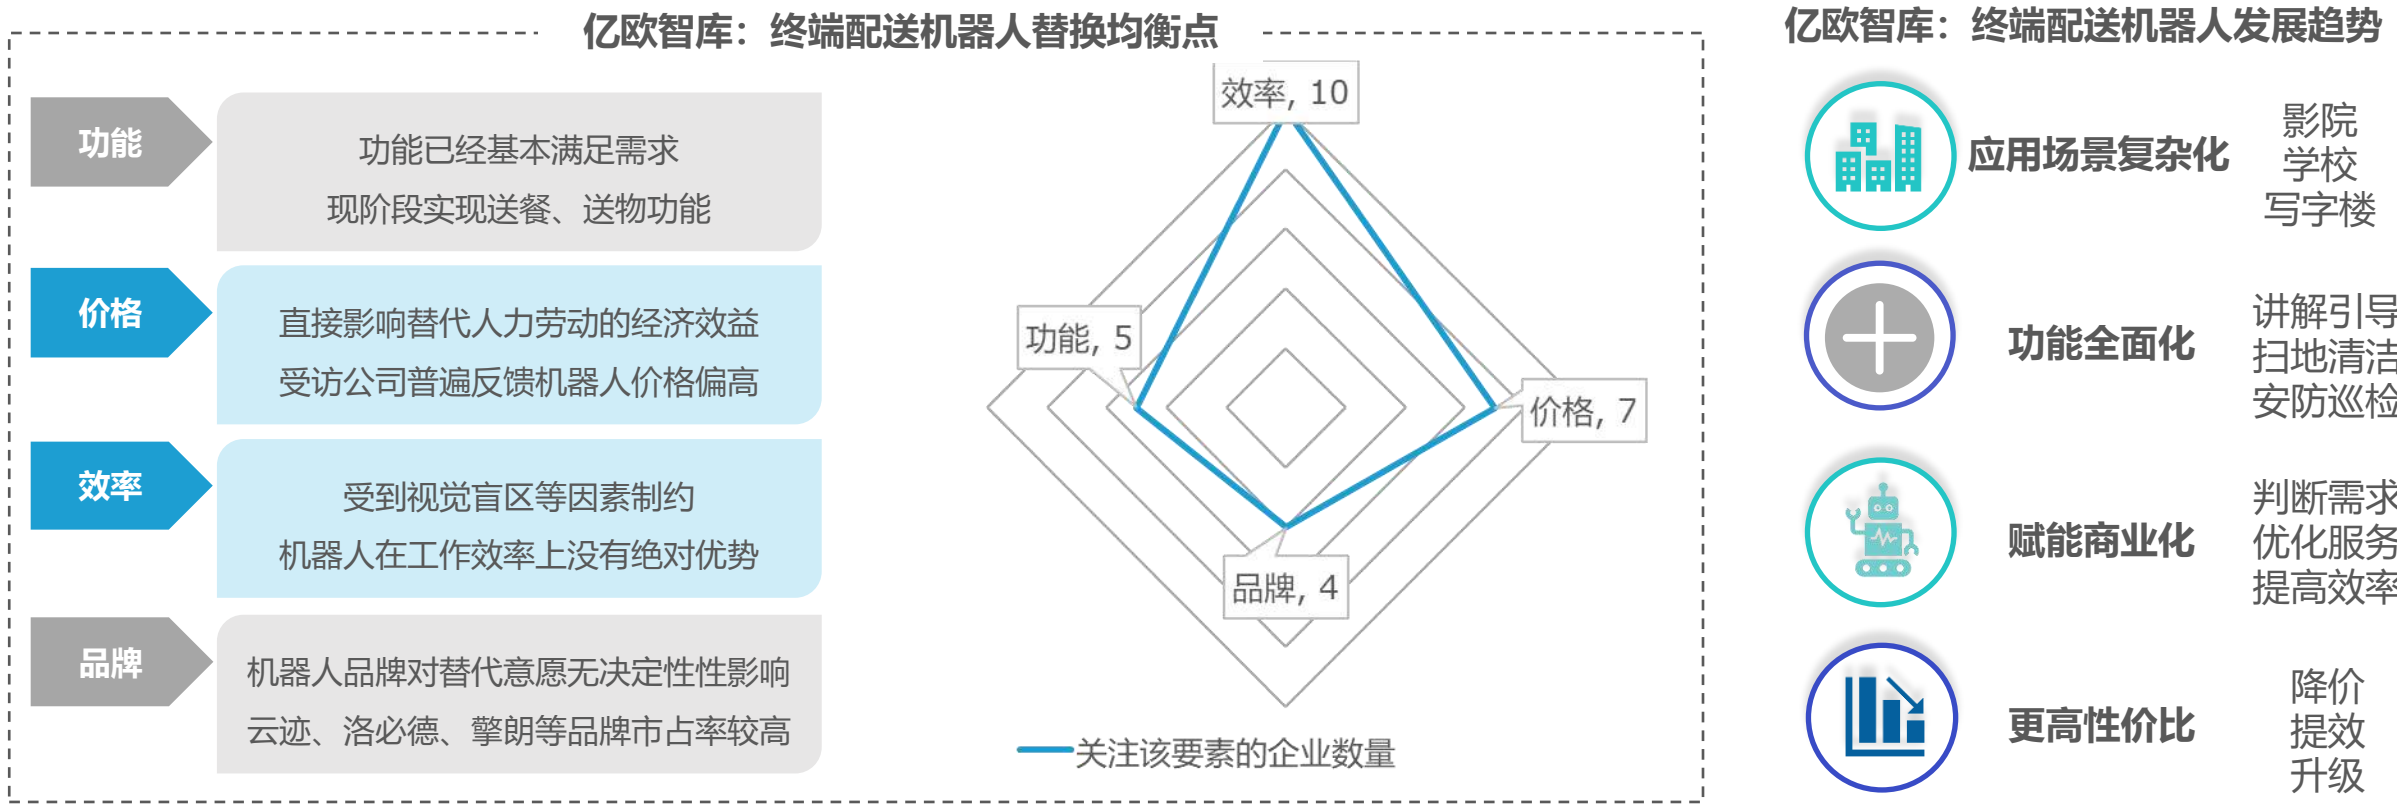 亿欧智库：终端配送机器人替换均衡点
功能
功能已经基本满足需求
现阶段实现送餐、送物功能
价格
直接影响替代人力劳动的经济效益
受访公司普遍反馈机器人价格偏高
效率
受到视觉盲区等因素制约
机器人在工作效率上没有绝对优势
品牌
机器人品牌对替代意愿无决定性性影响
云迹、洛必德、擎朗等品牌市占率较高
效率, 10
功能, 5
价格, 7
品牌, 4
关注该要素的企业数量
亿欧智库：终端配送机器人发展趋势
应用场景复杂化
影院
学校
写字楼
功能全面化
讲解引导
扫地清洁
安防巡检
赋能商业化
判断需求
优化服务
提高效率
更高性价比
降价
提效
升级